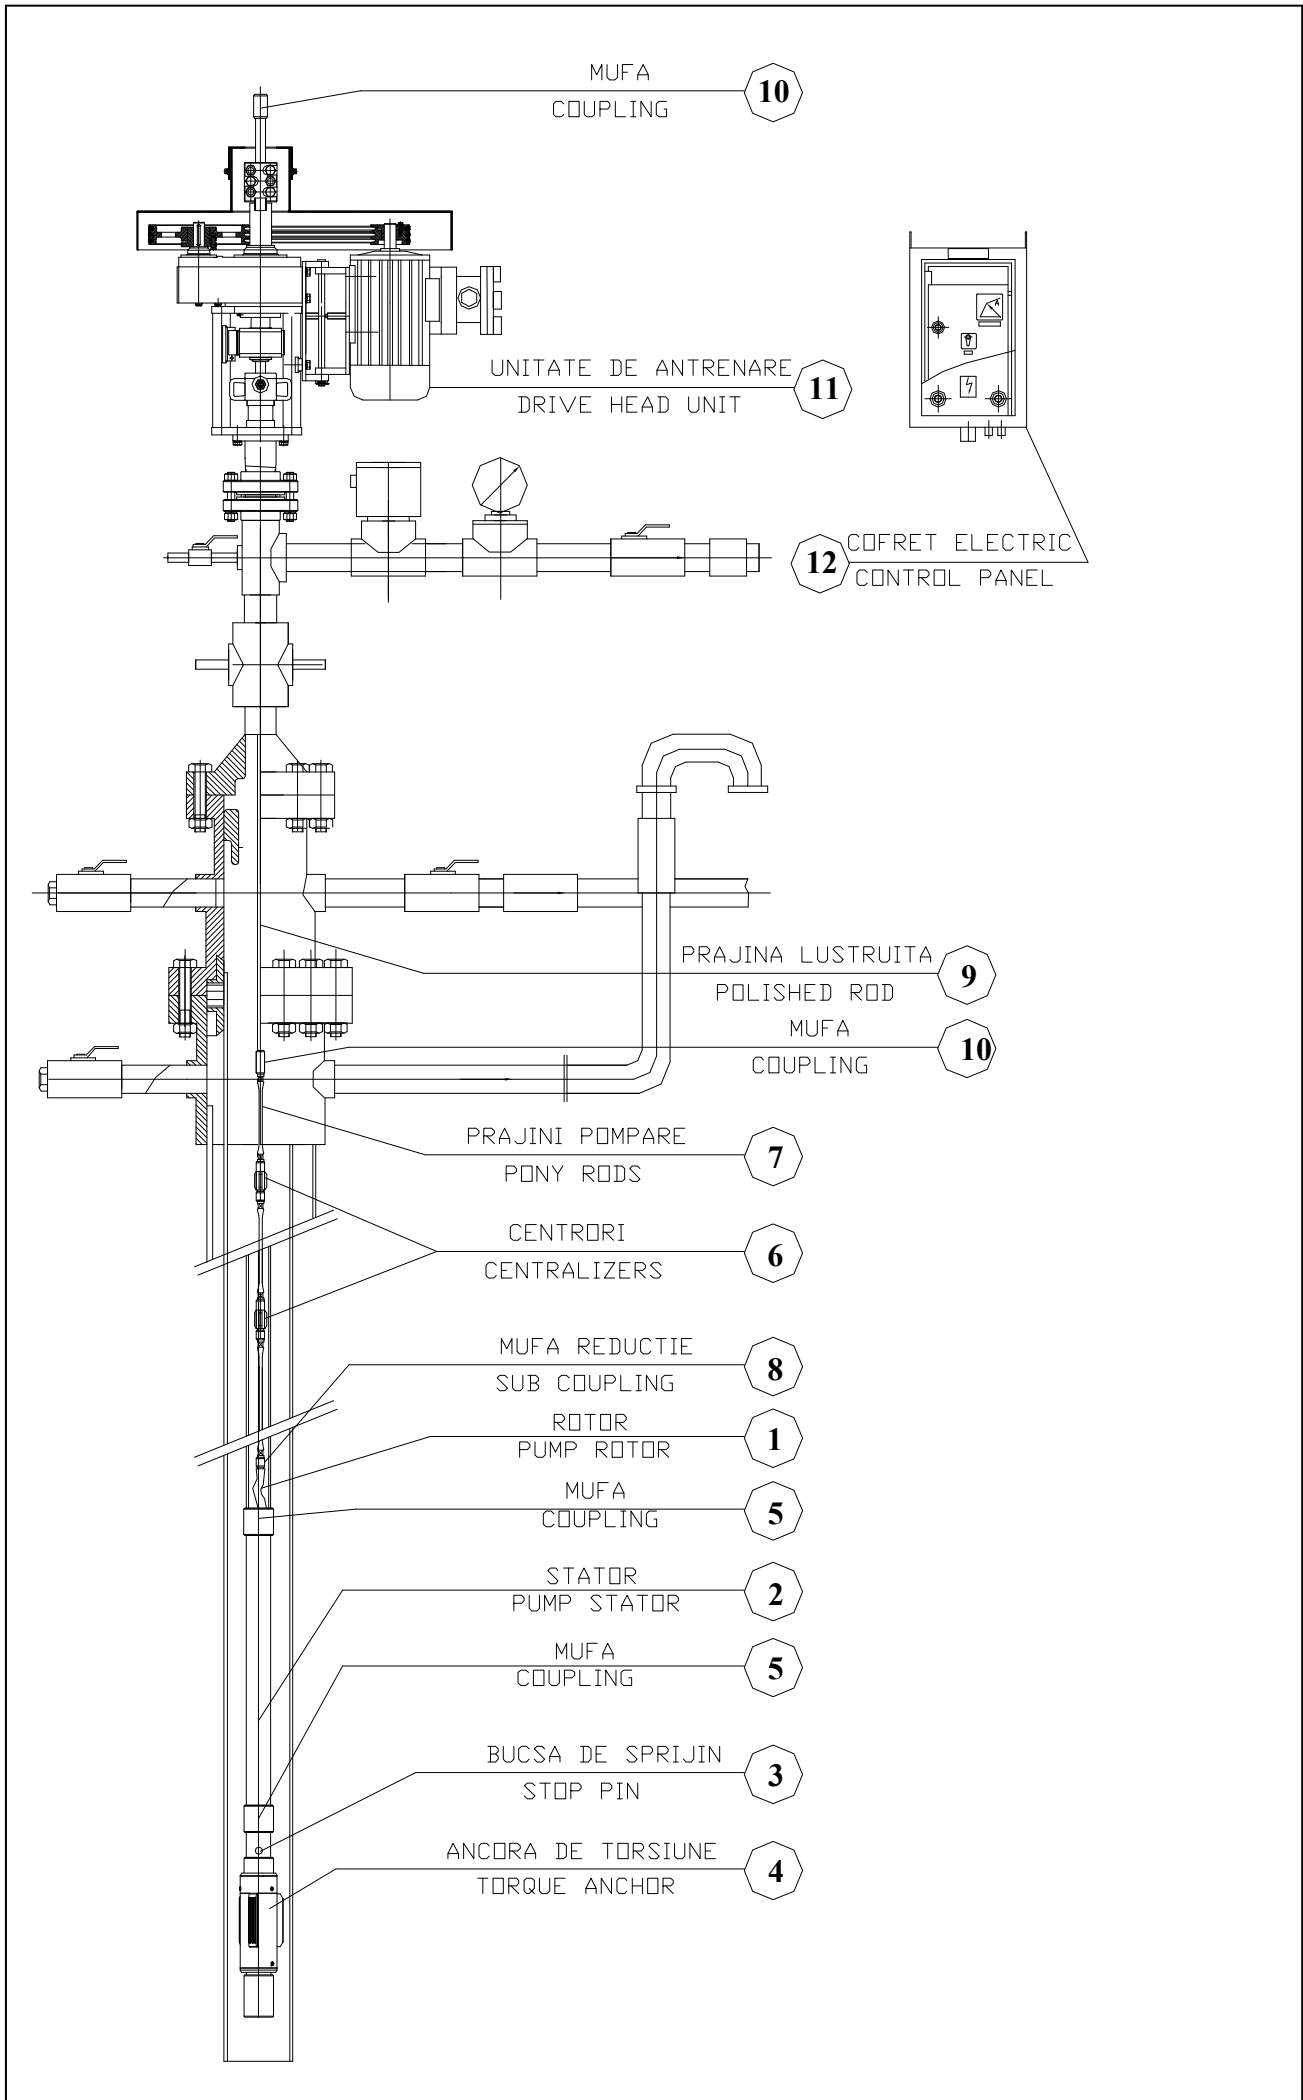 MUFA
COUPLING
10
UNITATE DE ANTRENARE
DRIVE HEAD UNIT
11
COFRET ELECTRIC
CONTROL PANEL
12
PRAJINA LUSTRUITA
POLISHED ROD
9
MUFA
COUPLING
10
PRAJINI POMPARE
PONY RODS
7
CENTRORI
CENTRALIZERS
6
MUFA REDUCTIE
SUB COUPLING
8
ROTOR
PUMP ROTOR
1
MUFA
COUPLING
5
STATOR
PUMP STATOR
2
MUFA
COUPLING
5
BUCSA DE SPRIJIN
STOP PIN
3
ANCORA DE TORSIUNE
TORQUE ANCHOR
4